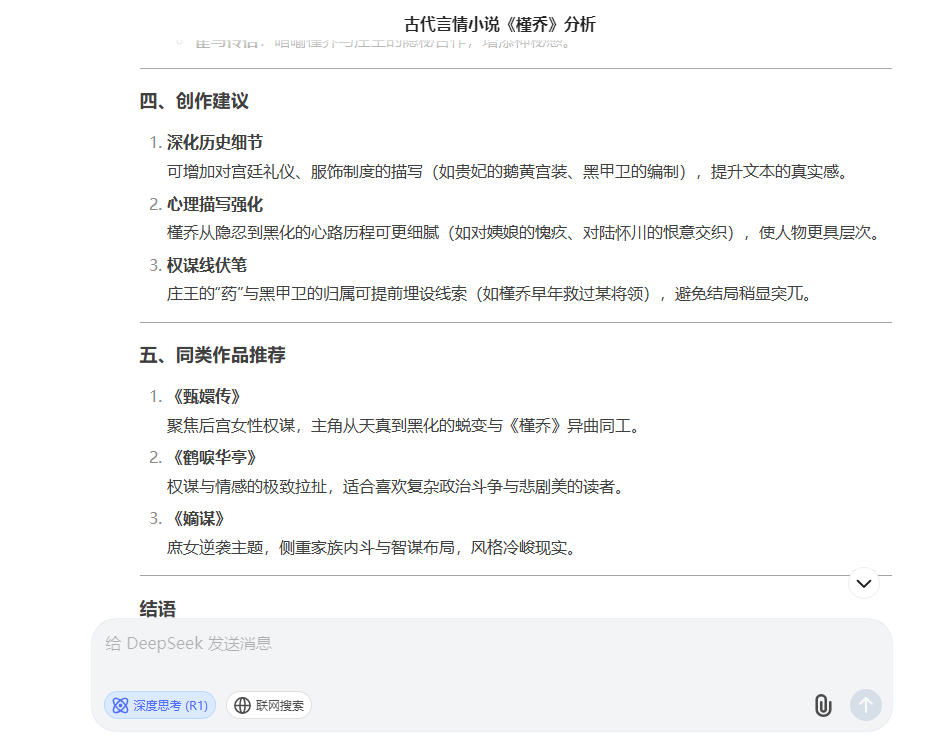 古代言情小说《槿乔》分析
四、创作建议
1. 深化历史细节
可增加对宫廷礼仪、服饰制度的描写（如贵妃的鹅黄宫装、黑甲卫的编制），提升文本的真实感。
2. 心理描写强化
槿乔从隐忍到黑化的心路历程可更细腻（如对姨娘的愧疚、对陆怀川的恨意交织），使人物更具层次。
3. 权谋线伏笔
庄王的“药”与黑甲卫的归属可提前埋设线索（如槿乔早年救过某将领），避免结局稍显突兀。
五、同类作品推荐
1. 《甄嬛传》
聚焦后宫女性权谋，主角从天真到黑化的蜕变与《槿乔》异曲同工。
2. 《鹤唳华亭》
权谋与情感的极致拉扯，适合喜欢复杂政治斗争与悲剧美的读者。
3. 《嫡谋》
庶女逆袭主题，侧重家族内斗与智谋布局，风格冷峻现实。
结语
给 DeepSeek 发送消息
深度思考 (R1) 联网搜索